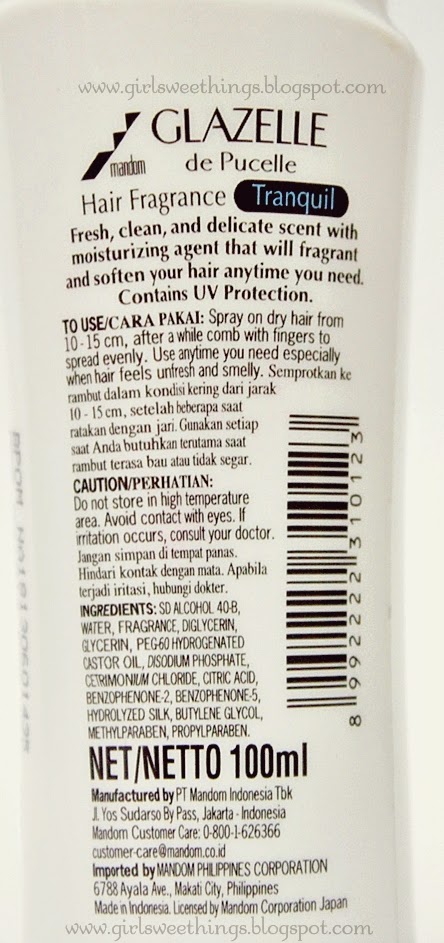 www.girlsweethings.blogspot.com
mandom
GLAZELLE
de Pucelle
Hair Fragrance Tranquil
Fresh, clean, and delicate scent with
moisturizing agent that will fragrant
and soften your hair anytime you need.
Contains UV Protection.
TO USE/CARA PAKAI: Spray on dry hair from
10-15 cm, after a while comb with fingers to
spread evenly. Use anytime you need especially
when hair feels unfresh and smelly. Semprotkan ke
rambut dalam kondisi kering dari jarak
10 - 15 cm, setelah beberapa saat
ratakan dengan jari. Gunakan setiap
saat Anda butuhkan terutama saat
rambut terasa bau atau tidak segar.
CAUTION/PERHATIAN:
Do not store in high temperature
area. Avoid contact with eyes. If
irritation occurs, consult your doctor.
Jangan simpan di tempat panas.
Hindari kontak dengan mata. Apabila
terjadi iritasi, hubungi dokter.
INGREDIENTS: SD ALCOHOL 40-B,
WATER, FRAGRANCE, DIGLYCERIN,
GLYCERIN, PEG-60 HYDROGENATED
CASTOR OIL, DISODIUM PHOSPHATE,
CETRIMONIUM CHLORIDE, CITRIC ACID,
BENZOPHENONE-2, BENZOPHENONE-5,
HYDROLYZED SILK, BUTYLENE GLYCOL,
METHYLPARABEN, PROPYLPARABEN.
8 992222 310123
NET/NETTO 100ml
Manufactured by PT Mandom Indonesia Tbk
Jl. Yos Sudarso By Pass, Jakarta - Indonesia
Mandom Customer Care: 0-800-1-626366
customer-care@mandom.co.id
Imported by MANDOM PHILIPPINES CORPORATION
6788 Ayala Ave., Makati City, Philippines
Made in Indonesia. Licensed by Mandom Corporation Japan
www.girlsweethings.blogspot.com